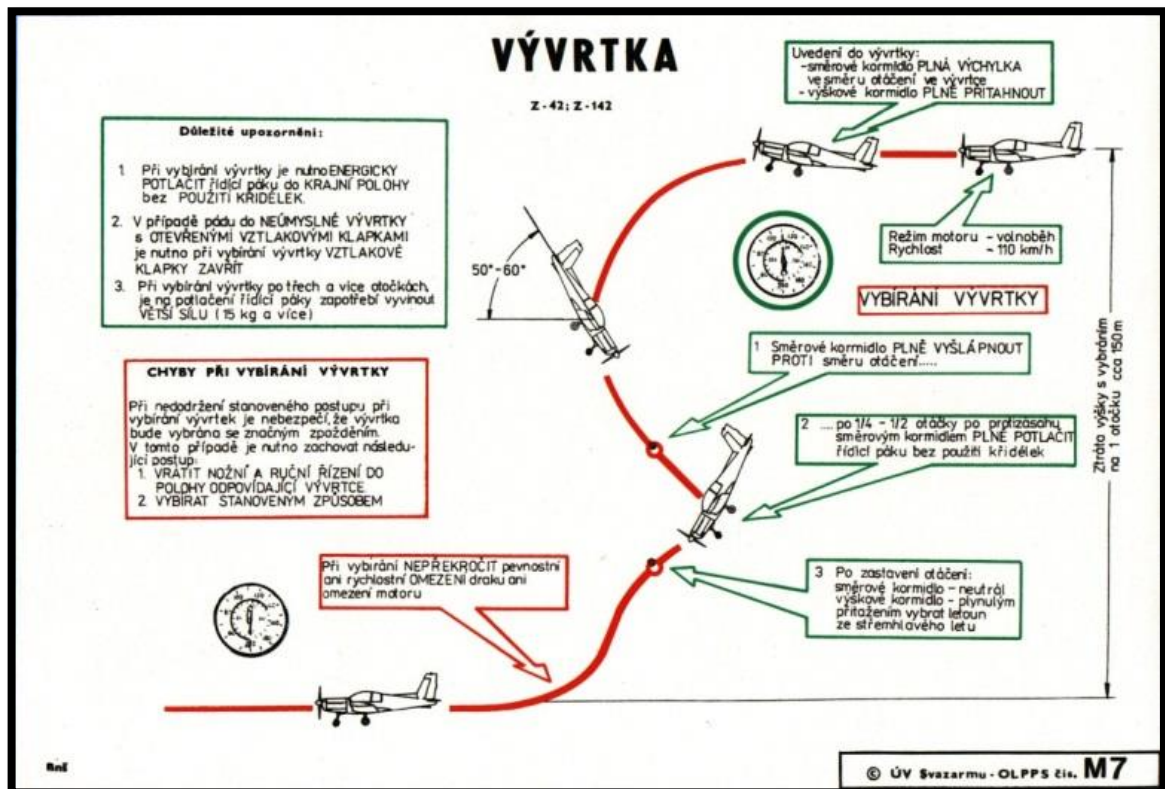 VÝVRTKA
Z-42; Z-142
Důležité upozornění:
1 Při vybírání vývrtky je nutno ENERGICKY
POTLAČIT řídící páku do KRAJNÍ POLOHY
bez POUŽITÍ KŘIDÉLEK.
2. V případě pádu do NEÚMYSLNÉ VÝVRTKY
s OTEVŘENÝMI VZTLAKOVÝMI KLAPKAMI
je nutno při vybírání vývrtky VZTLAKOVÉ
KLAPKY ZAVŘÍT
3. Při vybírání vývrtky po třech a více otočkách,
je na potlačení řídící páky zapotřebí vyvinout
VĚTŠÍ SÍLU (15 kg a více)
CHYBY PŘI VYBÍRÁNÍ VÝVRTKY
Při nedodržení stanoveného postupu při
vybírání vývrtek je nebezpečí, že vývrtka
bude vybrána se značným zpožděním.
V tomto případě je nutno zachovat následu-
jící postup:
1. VRÁTIT NOŽNÍ A RUČNÍ ŘÍZENÍ DO
POLOHY ODPOVÍDAJÍCÍ VÝVRTCE
2. VYBÍRAT STANOVENÝM ZPŮSOBEM
Uvedení do vývrtky:
-směrové kormidlo PLNÁ VÝCHYLKA
ve směru otáčení ve vývrtce
- výškové kormidlo PLNĚ PŘITÁHNOUT
Režim motoru - volnoběh
Rychlost ~ 110 km/h
50°-60°
VYBÍRÁNÍ VÝVRTKY
1 Směrové kormidlo PLNĚ VYŠLÁPNOUT
PROTI směru otáčení.....
2 .... po 1/4 - 1/2 otáčky po protizásahu
směrovým kormidlem PLNĚ POTLAČIT
řídící páku bez použití křidélek
3 Po zastavení otáčení:
směrové kormidlo - neutrál
výškové kormidlo - plynulým
přitažením vybrat letoun
ze střemhlavého letu
Ztráta výšky s vybráním
na 1 otočku cca 150m
Při vybírání NEPŘEKROČIT pevnostní
ani rychlostní OMEZENÍ draku ani
omezení motoru
© ÚV Svazarmu - OLPPS čís. M7